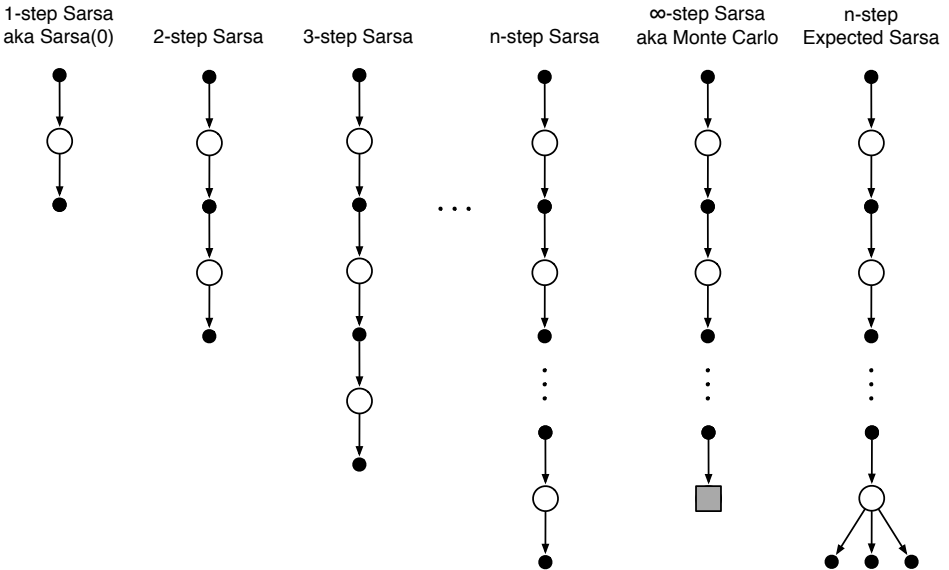 1-step Sarsa
aka Sarsa(0)
2-step Sarsa
3-step Sarsa
n-step Sarsa
∞-step Sarsa
aka Monte Carlo
n-step
Expected Sarsa